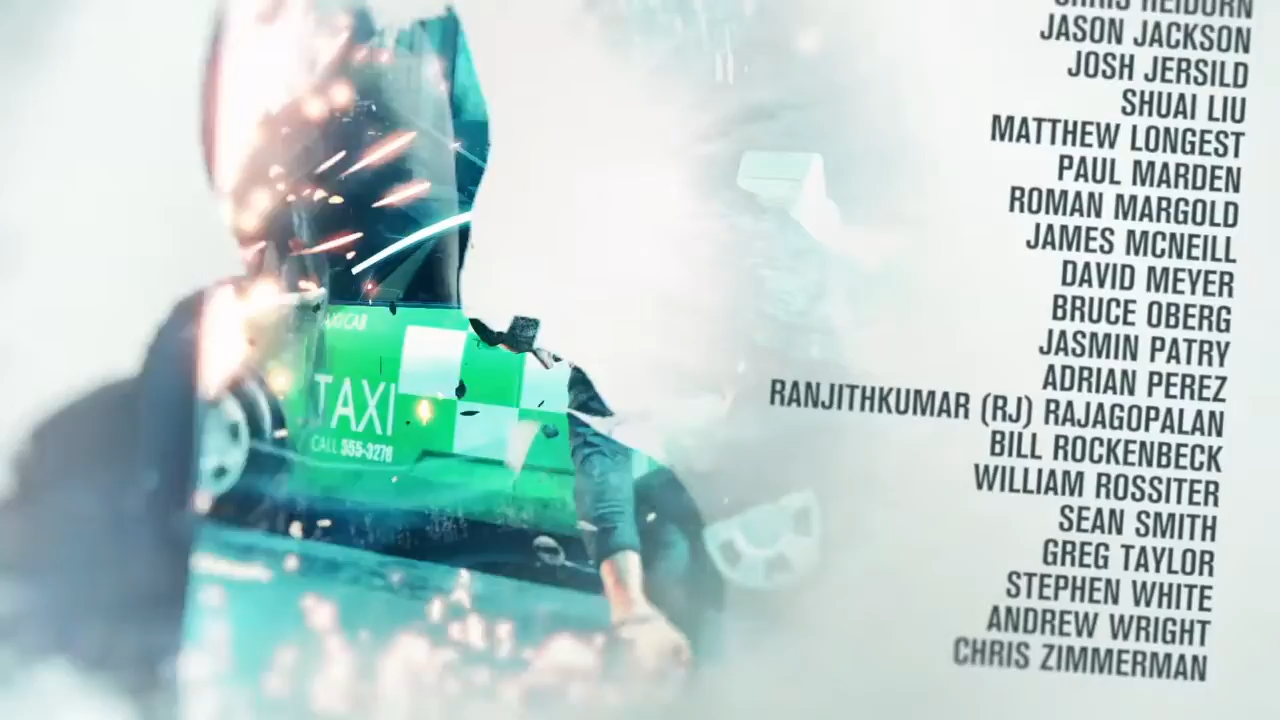 CHRIS HEIDORN
JASON JACKSON
JOSH JERSILD
SHUAI LIU
MATTHEW LONGEST
PAUL MARDEN
ROMAN MARGOLD
JAMES MCNEILL
DAVID MEYER
BRUCE OBERG
JASMIN PATRY
ADRIAN PEREZ
RANJITHKUMAR (RJ) RAJAGOPALAN
BILL ROCKENBECK
WILLIAM ROSSITER
SEAN SMITH
GREG TAYLOR
STEPHEN WHITE
ANDREW WRIGHT
CHRIS ZIMMERMAN
TAXI
CALL 555-3276